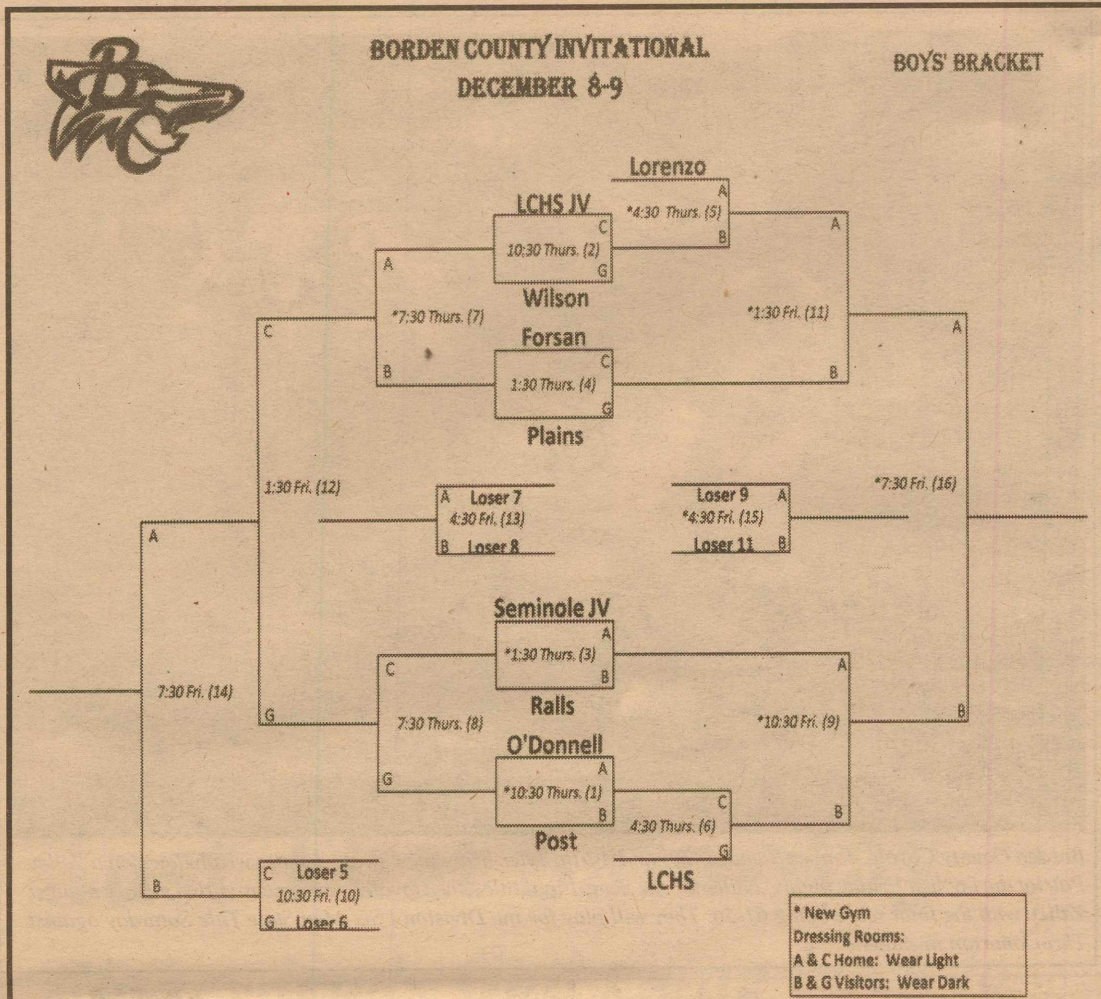 BORDEN COUNTY INVITATIONAL
DECEMBER 8-9
BOYS' BRACKET
B
C
Lorenzo
A
*4:30 Thurs. (5)
B
LCHS JV
C
10:30 Thurs. (2)
G
Wilson
A
*7:30 Thurs. (7)
B
Forsan
C
1:30 Thurs. (4)
G
Plains
A
*1:30 Fri. (11)
B
C
1:30 Fri. (12)
G
A Loser 7
4:30 Fri. (13)
B Loser 8
Loser 9 A
*4:30 Fri. (15)
Loser 11 B
A
*7:30 Fri. (16)
B
A
7:30 Fri. (14)
B
Seminole JV
A
*1:30 Thurs. (3)
B
Ralls
C
7:30 Thurs. (8)
G
O'Donnell
A
*10:30 Thurs. (1)
B
Post
A
*10:30 Fri. (9)
B
C
4:30 Thurs. (6)
G
LCHS
C Loser 5
10:30 Fri. (10)
G Loser 6
* New Gym
Dressing Rooms:
A & C Home: Wear Light
B & G Visitors: Wear Dark